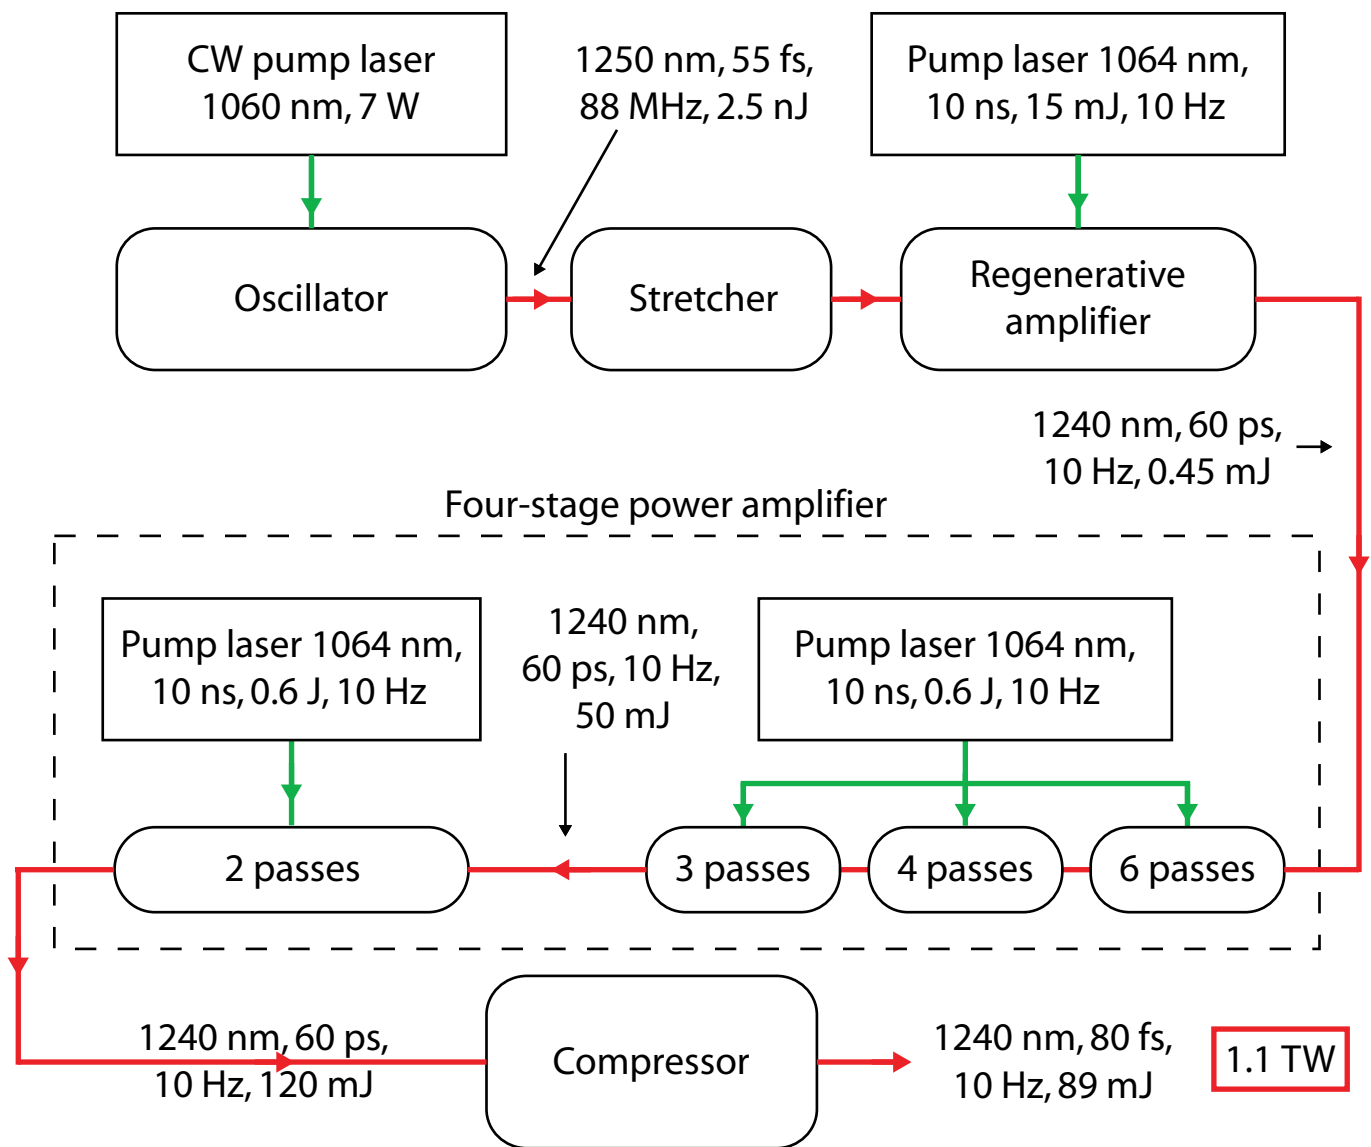 CW pump laser
1060 nm, 7 W
1250 nm, 55 fs,
88 MHz, 2.5 nJ
Pump laser 1064 nm,
10 ns, 15 mJ, 10 Hz
Oscillator
Stretcher
Regenerative
amplifier
1240 nm, 60 ps,
10 Hz, 0.45 mJ
Four-stage power amplifier
Pump laser 1064 nm,
10 ns, 0.6 J, 10 Hz
1240 nm,
60 ps, 10 Hz,
50 mJ
Pump laser 1064 nm,
10 ns, 0.6 J, 10 Hz
2 passes
3 passes
4 passes
6 passes
1240 nm, 60 ps,
10 Hz, 120 mJ
Compressor
1240 nm, 80 fs,
10 Hz, 89 mJ
1.1 TW